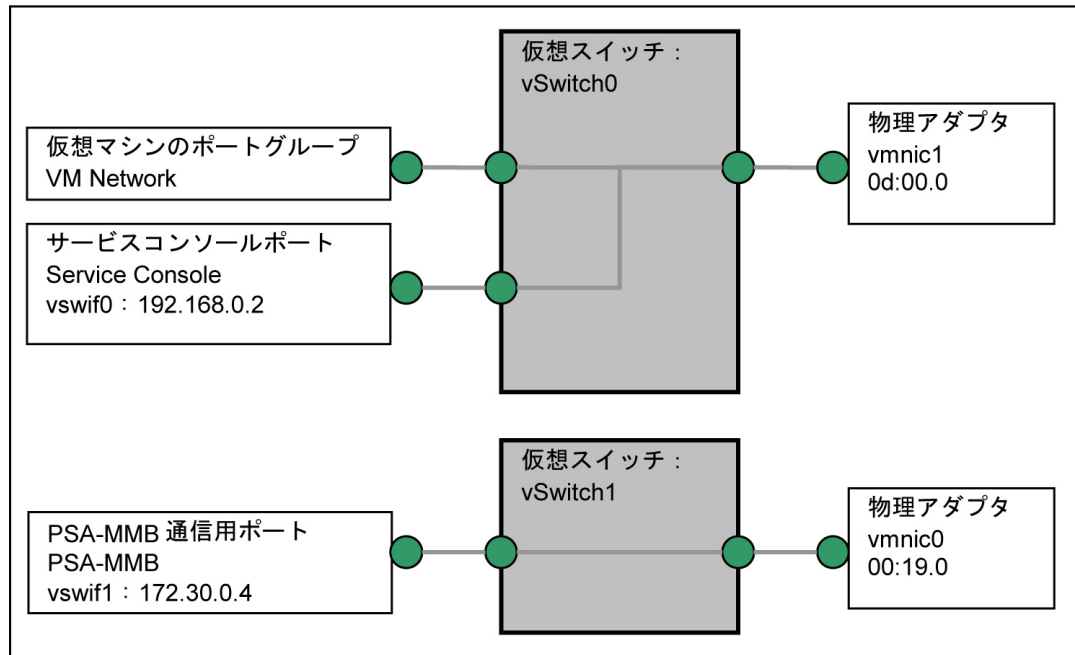 仮想スイッチ：
vSwitch0
仮想マシンのポートグループ
VM Network
物理アダプタ
vmnic1
0d:00.0
サービスコンソールポート
Service Console
vswif0：192.168.0.2
仮想スイッチ：
vSwitch1
PSA-MMB 通信用ポート
PSA-MMB
vswif1：172.30.0.4
物理アダプタ
vmnic0
00:19.0